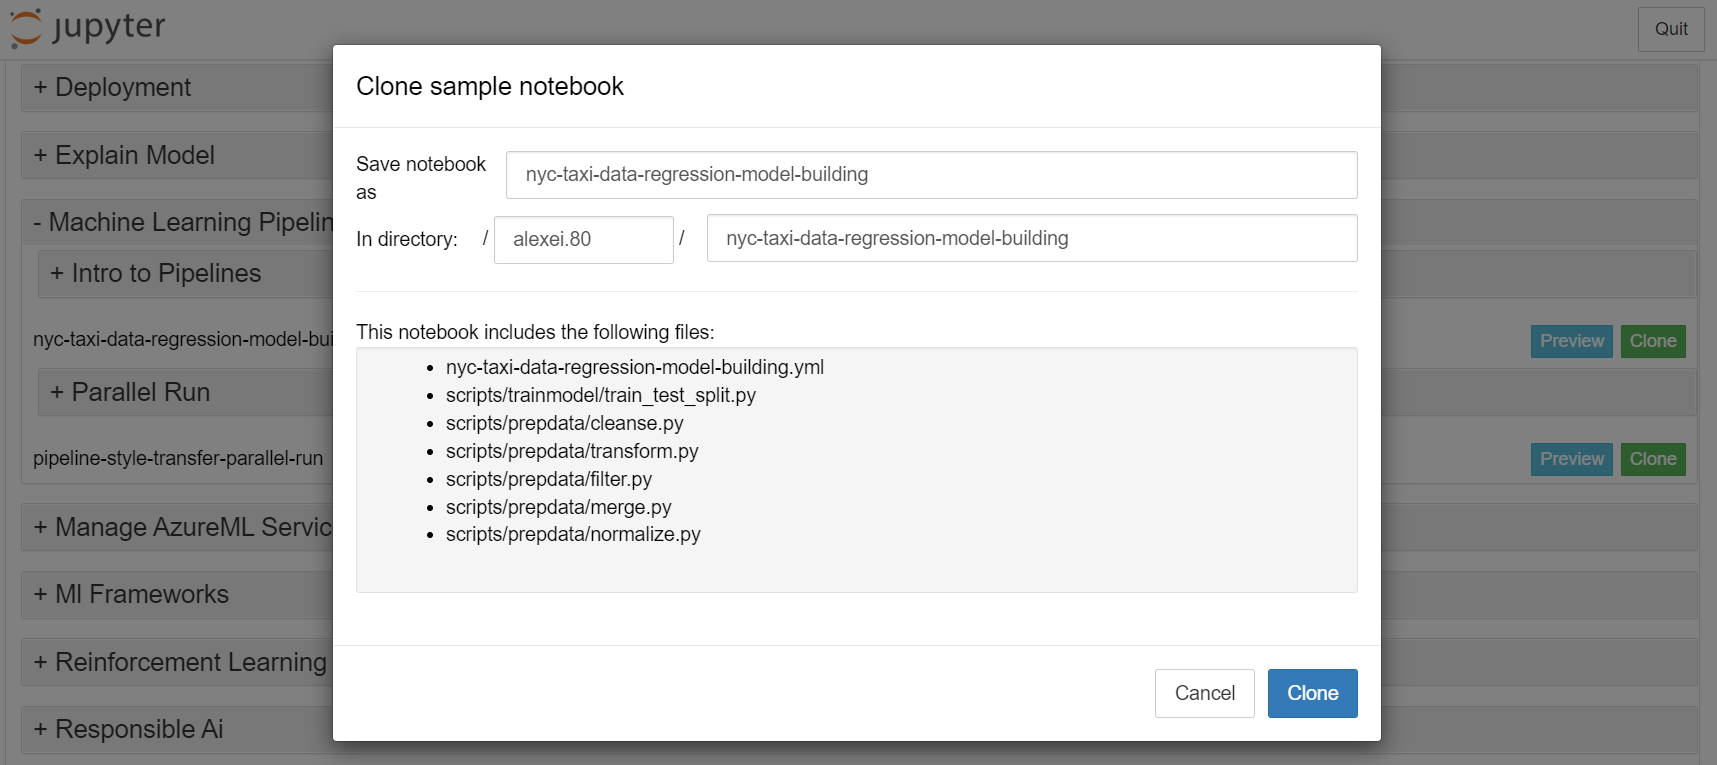 jupyter
Quit
+ Deployment
+ Explain Model
- Machine Learning Pipelin
+ Intro to Pipelines
nyc-taxi-data-regression-model-bui
Preview Clone
+ Parallel Run
pipeline-style-transfer-parallel-run
Preview Clone
+ Manage AzureML Servic
+ Ml Frameworks
+ Reinforcement Learning
+ Responsible Ai
Clone sample notebook
Save notebook
as
nyc-taxi-data-regression-model-building
In directory: / alexei.80 / nyc-taxi-data-regression-model-building
This notebook includes the following files:
• nyc-taxi-data-regression-model-building.yml
• scripts/trainmodel/train_test_split.py
• scripts/prepdata/cleanse.py
• scripts/prepdata/transform.py
• scripts/prepdata/filter.py
• scripts/prepdata/merge.py
• scripts/prepdata/normalize.py
Cancel Clone